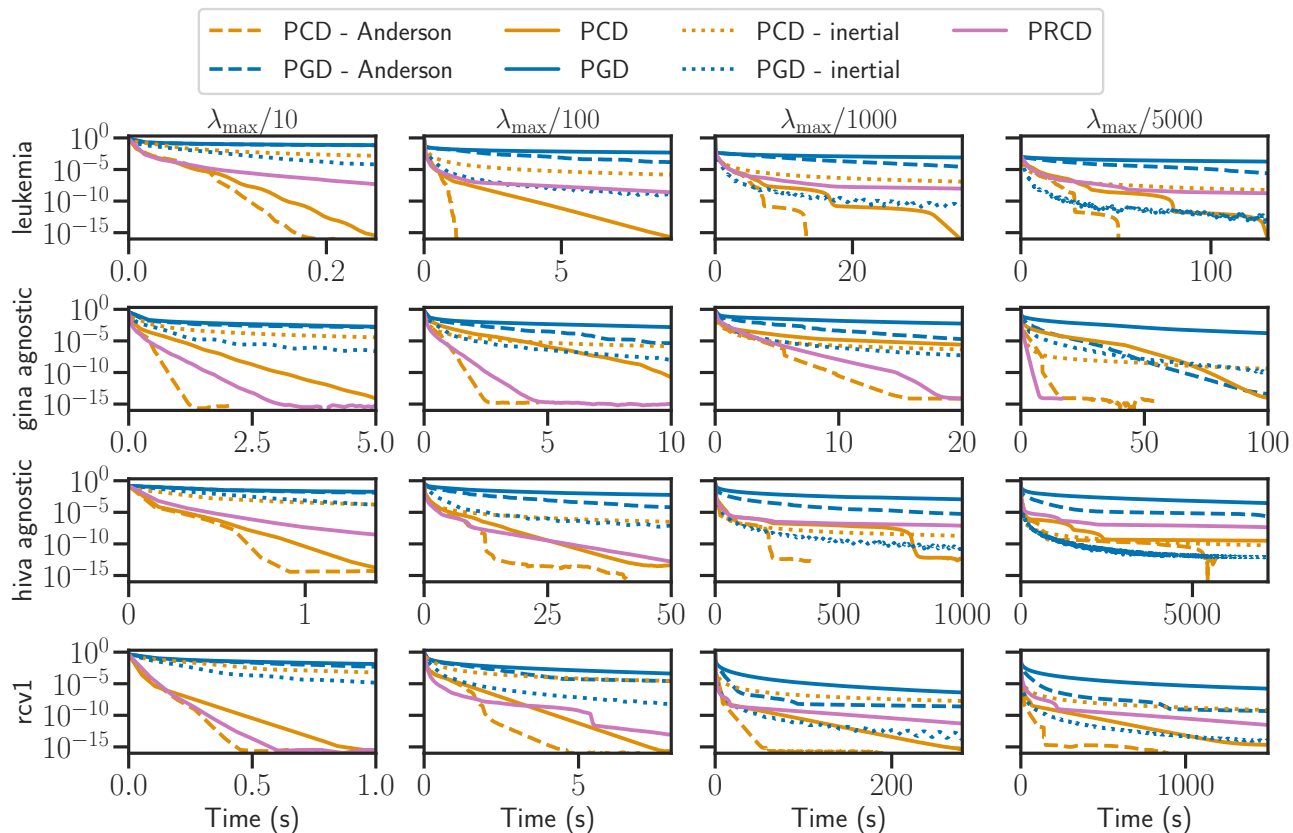 PCD - Anderson PCD PCD - inertial PRCD
PGD - Anderson PGD PGD - inertial
λmax/10 λmax/100 λmax/1000 λmax/5000
leukemia
10^0
10^-5
10^-10
10^-15
0.0 0.2 0 5 0 20 0 100
gina agnostic
10^0
10^-5
10^-10
10^-15
0.0 2.5 5.0 0 5 10 0 10 20 0 50 100
hiva agnostic
10^0
10^-5
10^-10
10^-15
0 1 0 25 50 0 500 1000 0 5000
rcv1
10^0
10^-5
10^-10
10^-15
0.0 0.5 1.0 0 5 0 200 0 1000
Time (s) Time (s) Time (s) Time (s)